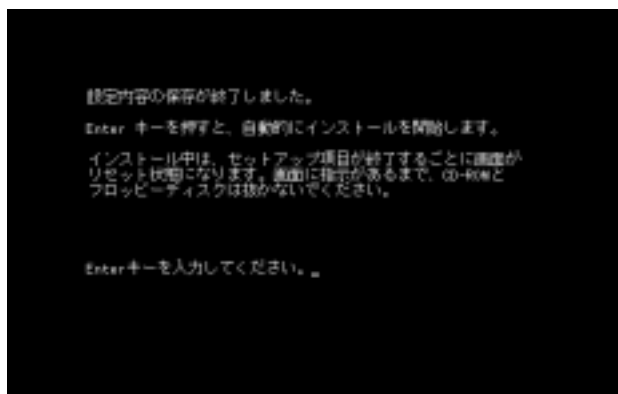 設定内容の保存が終了しました。
Enter キーを押すと、自動的にインストールを開始します。
インストール中は、セットアップ項目が終了するごとに画面が
リセット状態になります。画面に指示があるまで、CD-ROMと
フロッピーディスクは抜かないでください。
Enterキーを入力してください。_